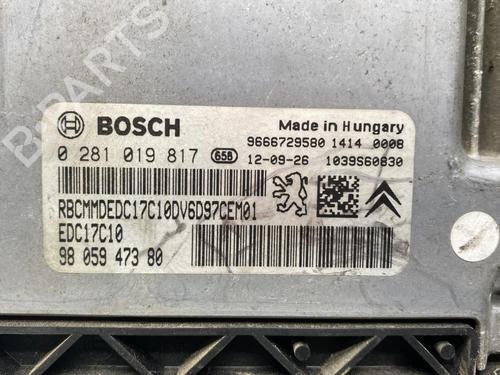 BOSCH
Made in Hungary
9666729580 1414 0008
0 281 019 817 658 12-09-26 1039S60830
RBCMMDEDC17C10DV6D97CEM01
EDC17C10
98 059 473 80
B-PARTS